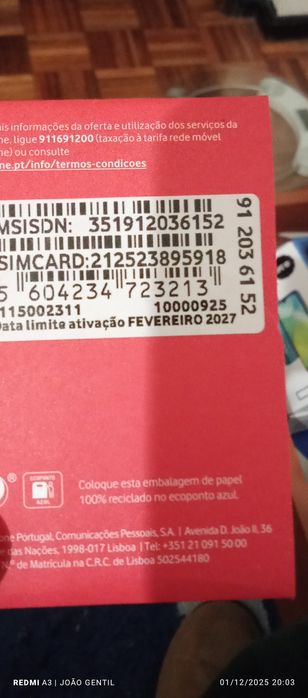 informações da oferta e utilização dos serviços da
ligue 911691200 (taxação à tarifa rede móvel
ou consulte
ne.pt/info/termos-condicoes
MSISDN: 351912036152
SIMCARD:212523895918
5 604234 723213
115002311 10000925
Data limite ativação FEVEREIRO 2027
91 203 61 52
®
ECOPONTO
AZUL
Coloque esta embalagem de papel
100% reciclado no ecoponto azul.
Portugal, Comunicações Pessoais, S.A. | Avenida D. João II, 36
das Nações, 1998-017 Lisboa | Tel: +351 21 091 50 00
N.º de Matrícula na C.R.C. de Lisboa 502544180
REDMI A3 | JOÃO GENTIL
01/12/2025 20:03